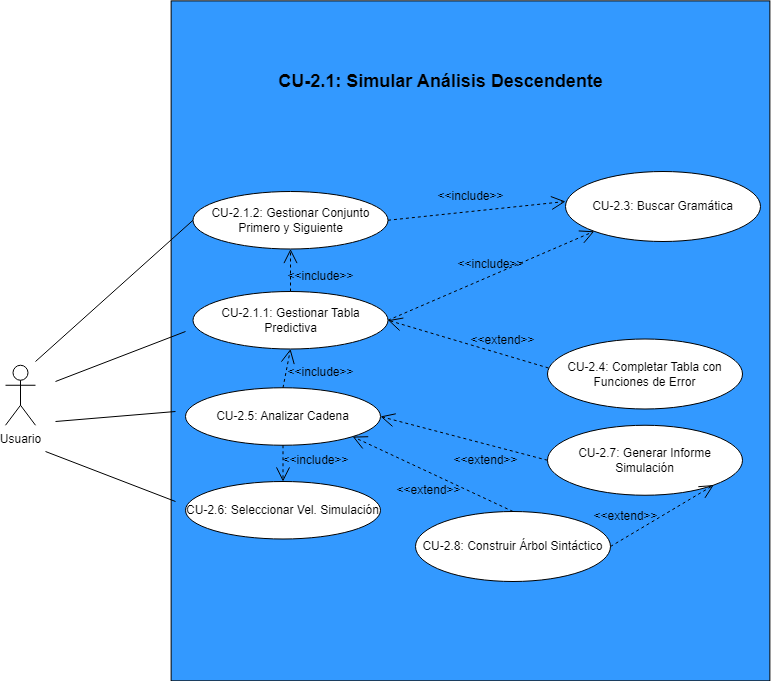 CU-2.1: Simular Análisis Descendente
<<include>>
CU-2.3: Buscar Gramática
CU-2.1.2: Gestionar Conjunto
Primero y Siguiente
<<include>>
<<include>>
CU-2.1.1: Gestionar Tabla
Predictiva
<<extend>>
CU-2.4: Completar Tabla con
Funciones de Error
<<include>>
CU-2.5: Analizar Cadena
Usuario
CU-2.7: Generar Informe
Simulación
<<include>>
<<extend>>
<<extend>>
CU-2.6: Seleccionar Vel. Simulación
<<extend>>
CU-2.8: Construir Árbol Sintáctico